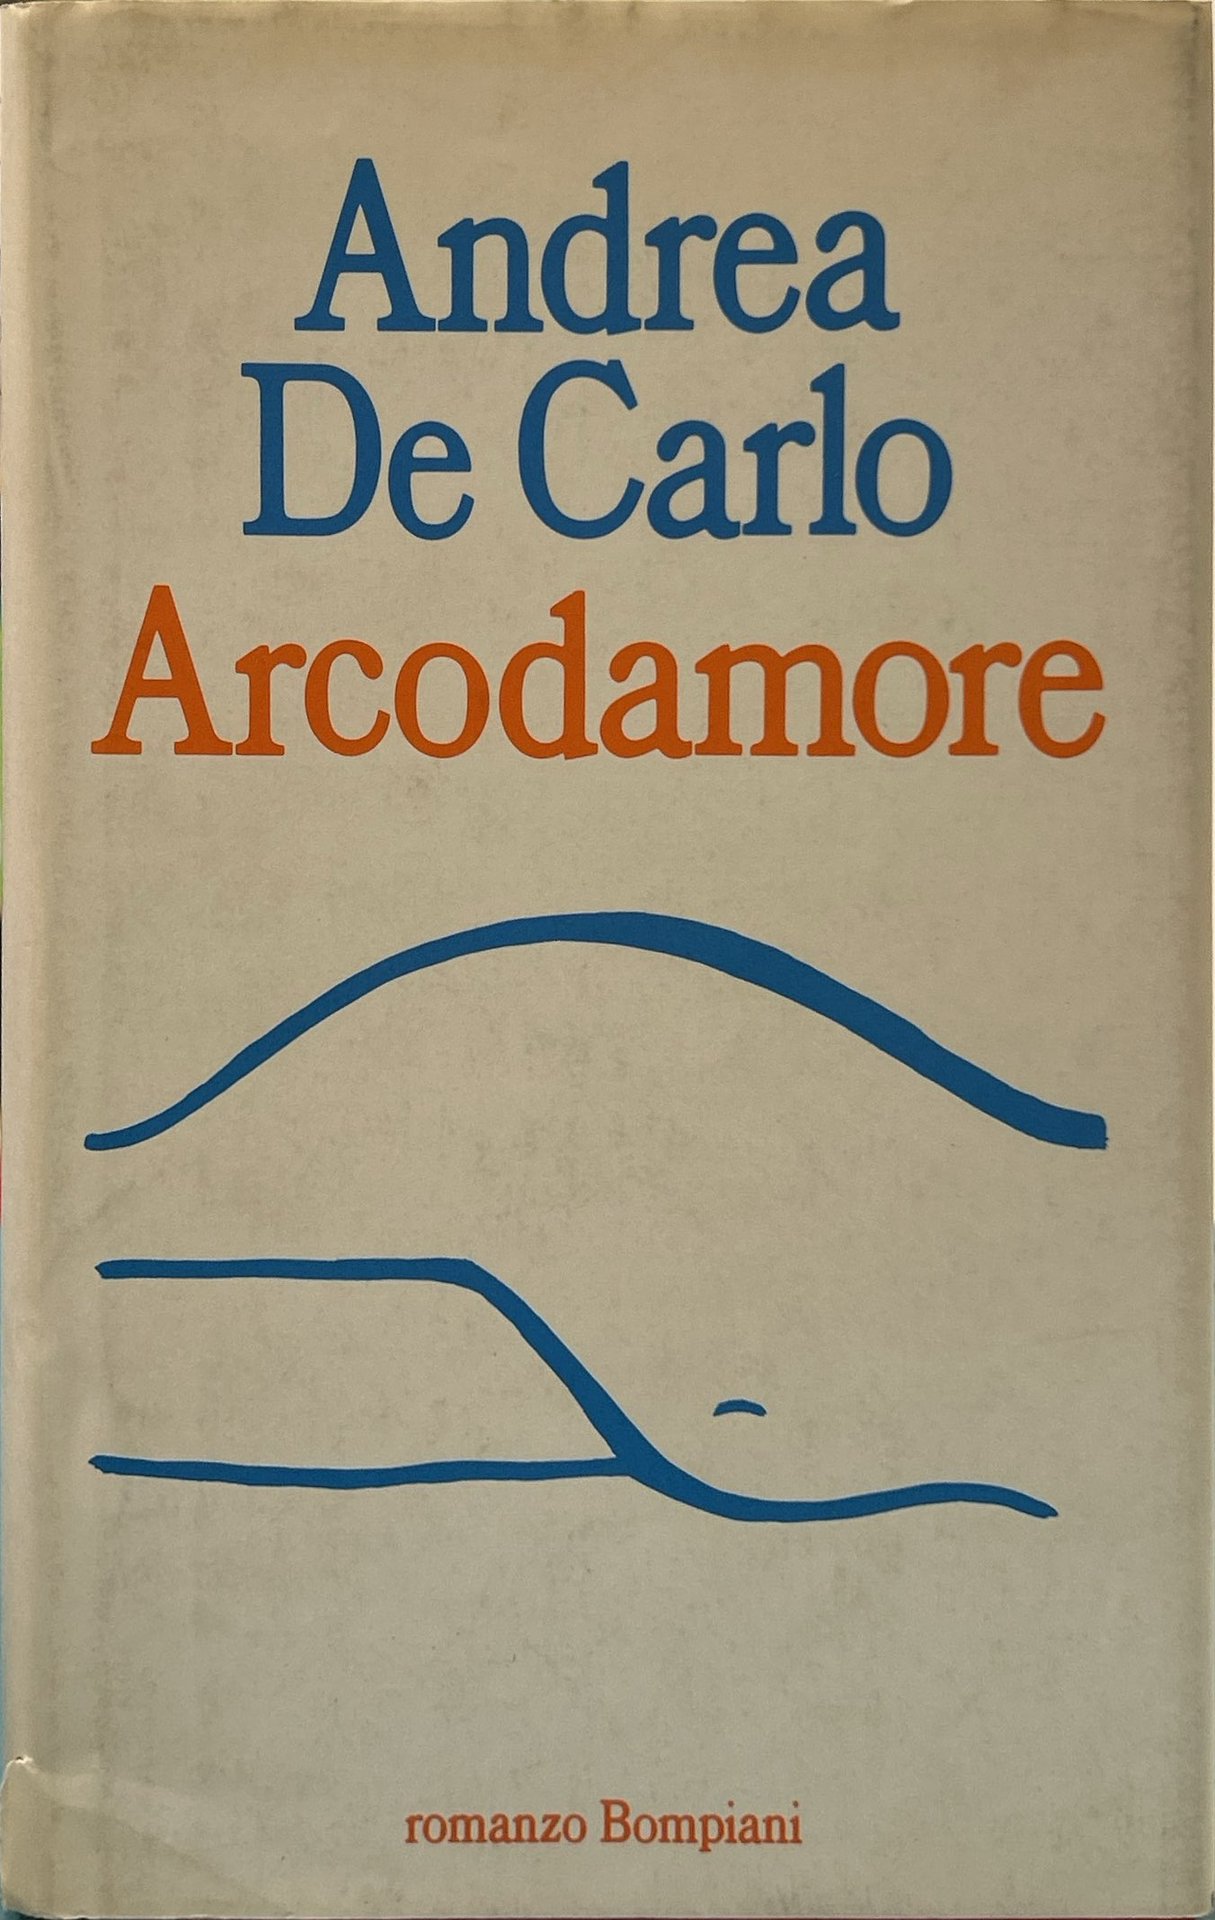 Andrea
De Carlo
Arcodamore
romanzo Bompiani